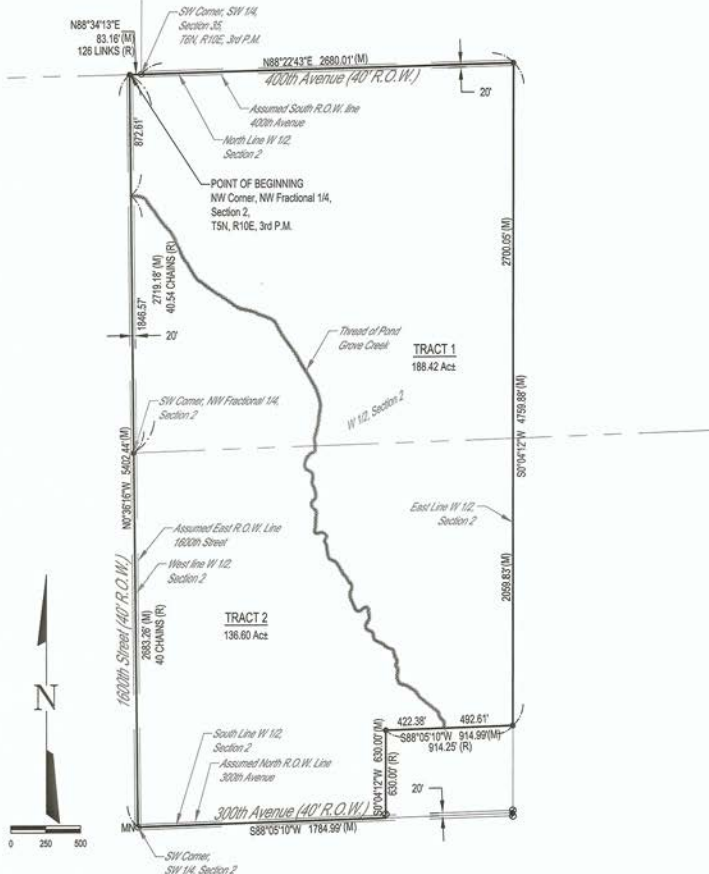 SW Corner, SW 1/4,
Section 35,
T6N, R10E, 3rd P.M.
N88°34'13"E
83.16' (M)
126 LINKS (R)
N88°22'43"E 2680.01' (M)
400th Avenue (40' R.O.W.)
20'
Assumed South R.O.W. line
400th Avenue
North Line W 1/2,
Section 2
872.61'
POINT OF BEGINNING
NW Corner, NW Fractional 1/4,
Section 2,
T5N, R10E, 3rd P.M.
2700.05' (M)
2719.18' (M)
40.54 CHAINS (R)
1846.57'
20'
Thread of Pond
Grove Creek
TRACT 1
188.42 Ac±
W 1/2, Section 2
S0°04'12"W 4759.88' (M)
SW Corner, NW Fractional 1/4,
Section 2
N0°36'16"W 5402.44' (M)
East Line W 1/2,
Section 2
Assumed East R.O.W. Line
1600th Street
West line W 1/2,
Section 2
2059.83' (M)
1600th Street (40' R.O.W.)
2683.26' (M)
40 CHAINS (R)
TRACT 2
136.60 Ac±
N
422.38'
492.61'
S88°05'10"W 914.99' (M)
914.25' (R)
S0°04'12"W 630.00' (M)
630.00' (R)
South Line W 1/2,
Section 2
Assumed North R.O.W. Line
300th Avenue
20'
300th Avenue (40' R.O.W.)
S88°05'10"W 1784.99' (M)
MN
0 250 500
SW Corner,
SW 1/4, Section 2